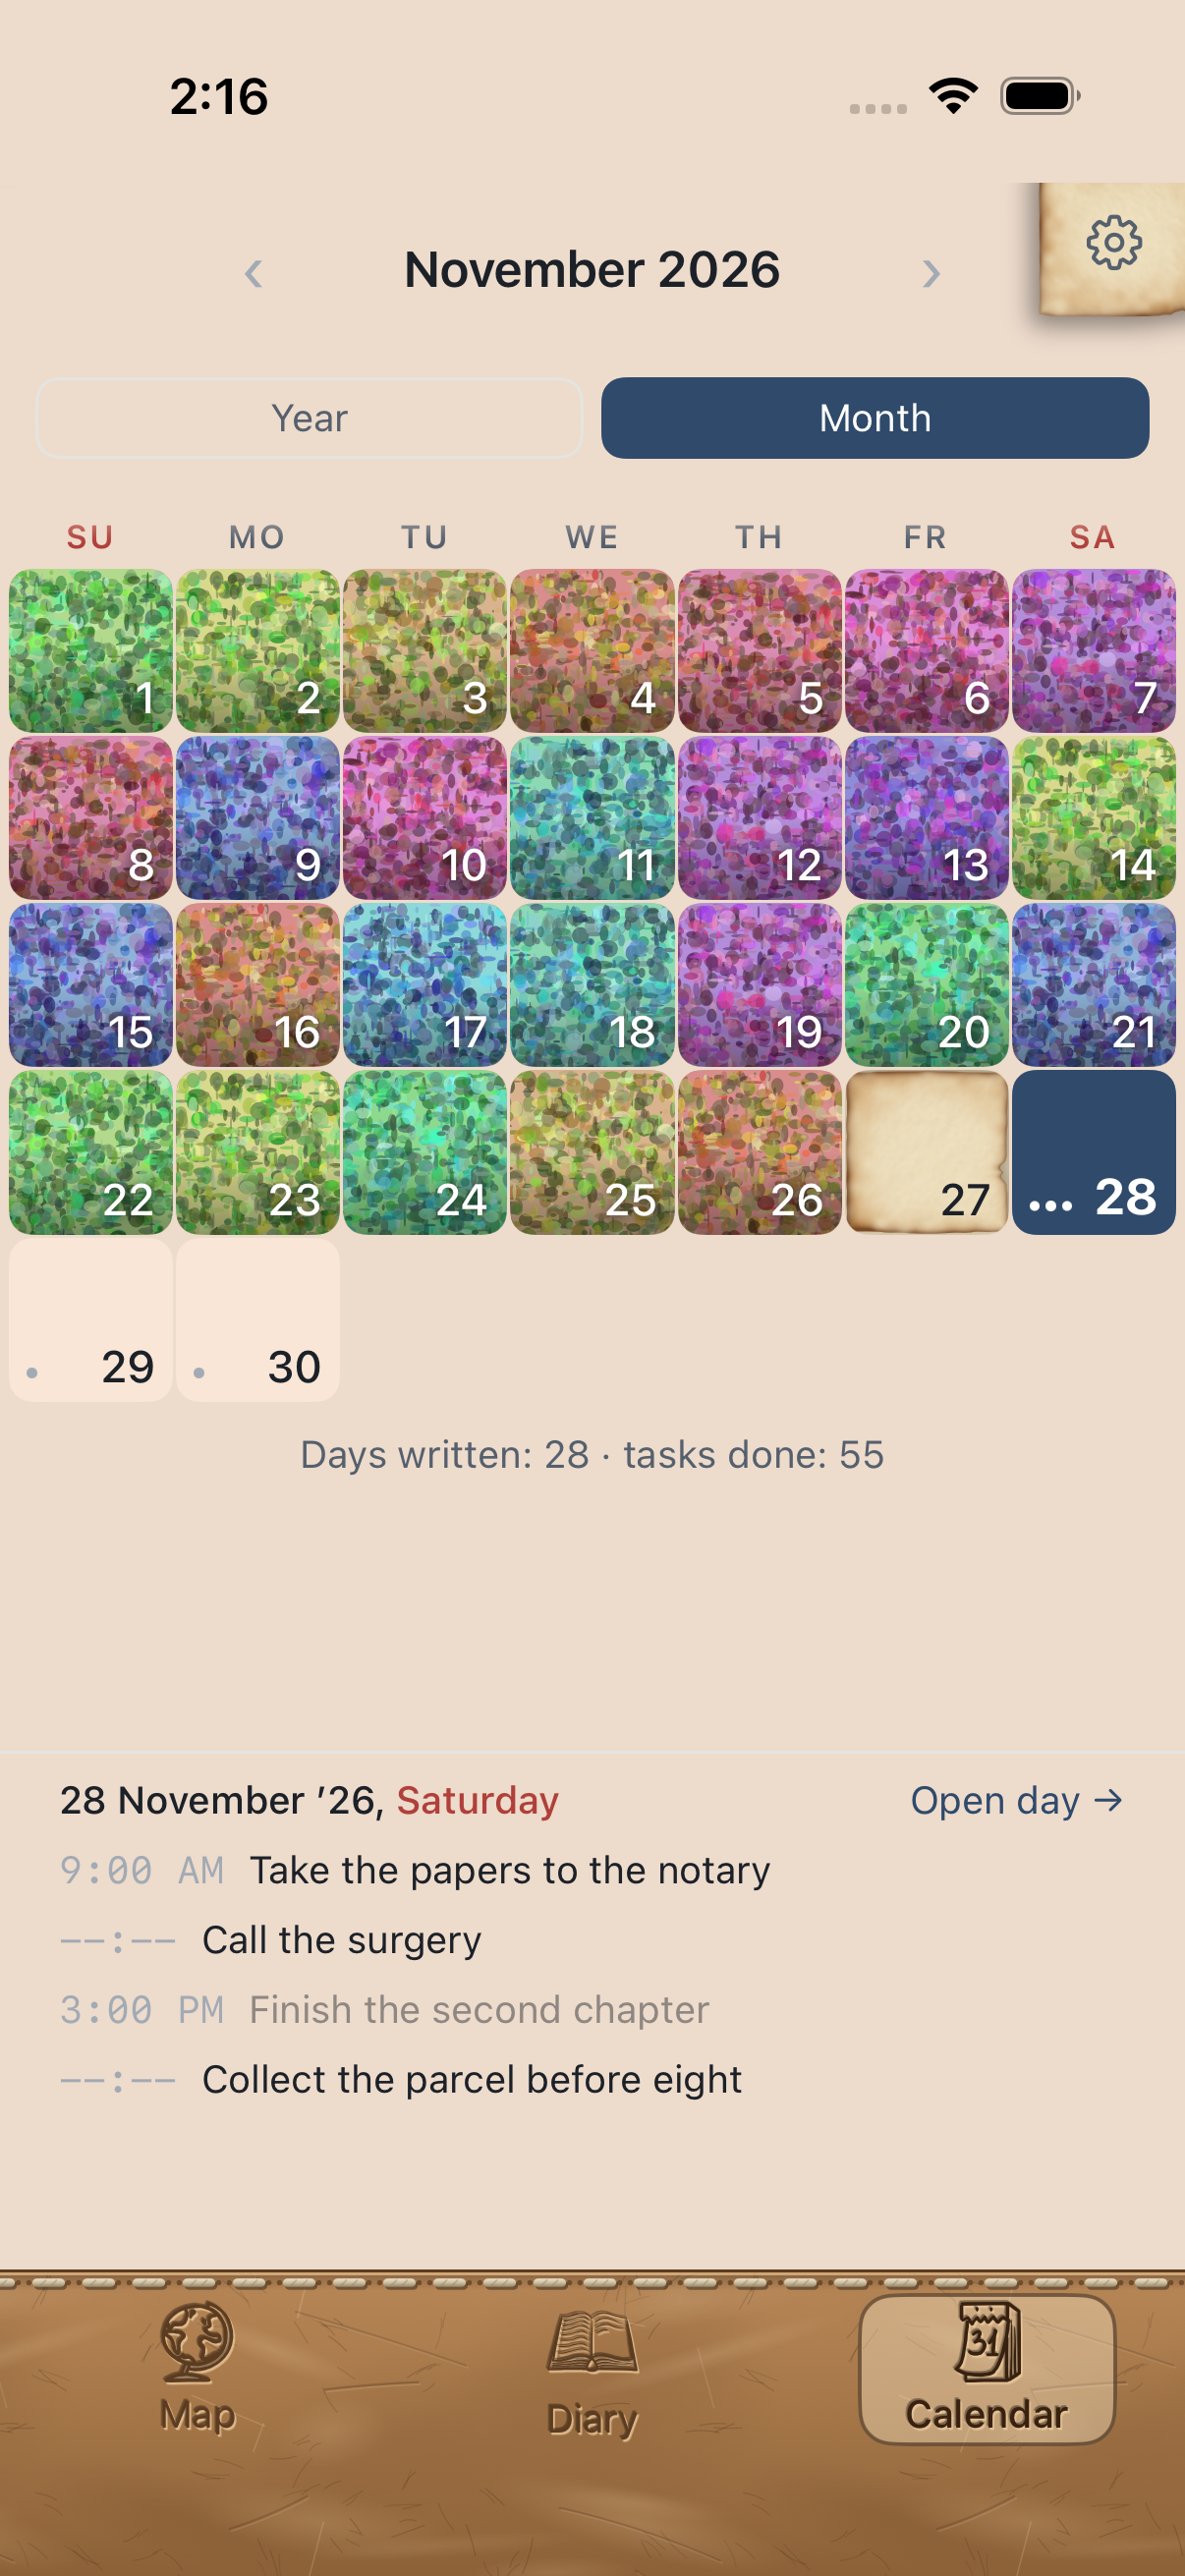 2:16
‹ November 2026 ›
Year Month
SU MO TU WE TH FR SA
1 2 3 4 5 6 7
8 9 10 11 12 13 14
15 16 17 18 19 20 21
22 23 24 25 26 27 ... 28
29 30
Days written: 28 · tasks done: 55
28 November ’26, Saturday Open day →
9:00 AM Take the papers to the notary
--:-- Call the surgery
3:00 PM Finish the second chapter
--:-- Collect the parcel before eight
31
Map Diary Calendar